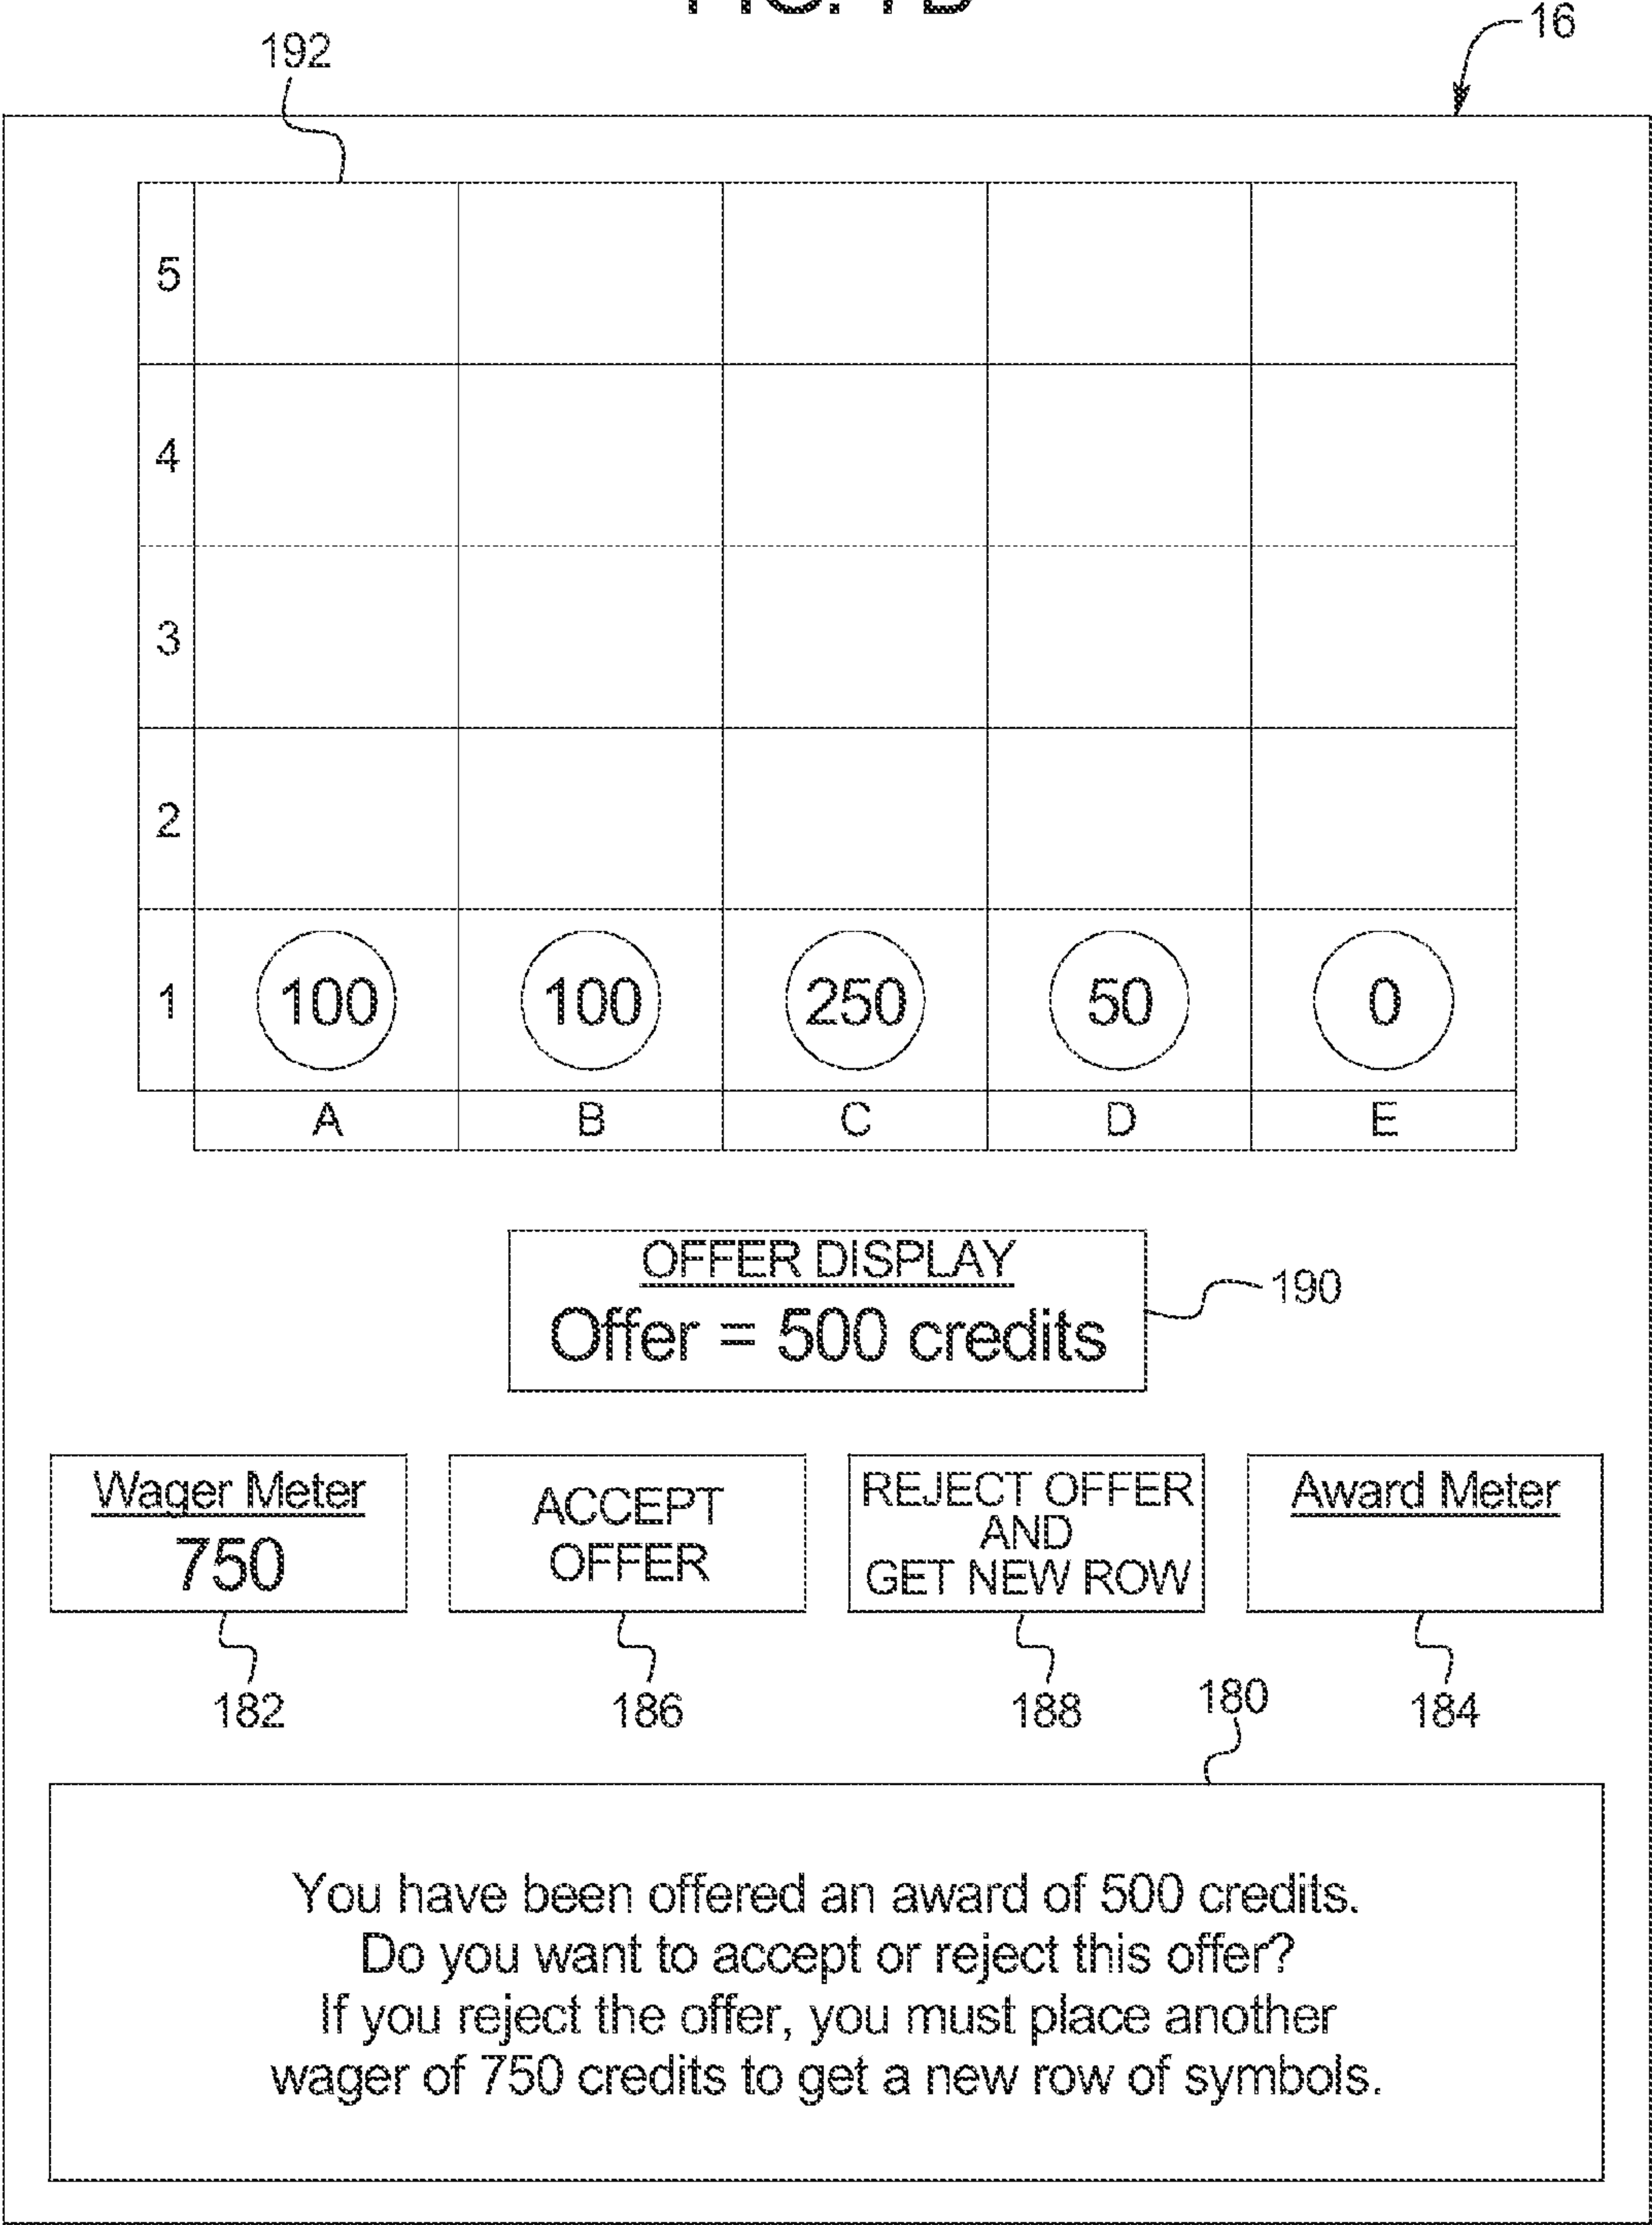 16
192
5
4
3
2
1 100 100 250 50 0
A B C D E
OFFER DISPLAY
Offer = 500 credits
190
Wager Meter
750
ACCEPT
OFFER
REJECT OFFER
AND
GET NEW ROW
Award Meter
182 186 188 180 184
You have been offered an award of 500 credits.
Do you want to accept or reject this offer?
If you reject the offer, you must place another
wager of 750 credits to get a new row of symbols.